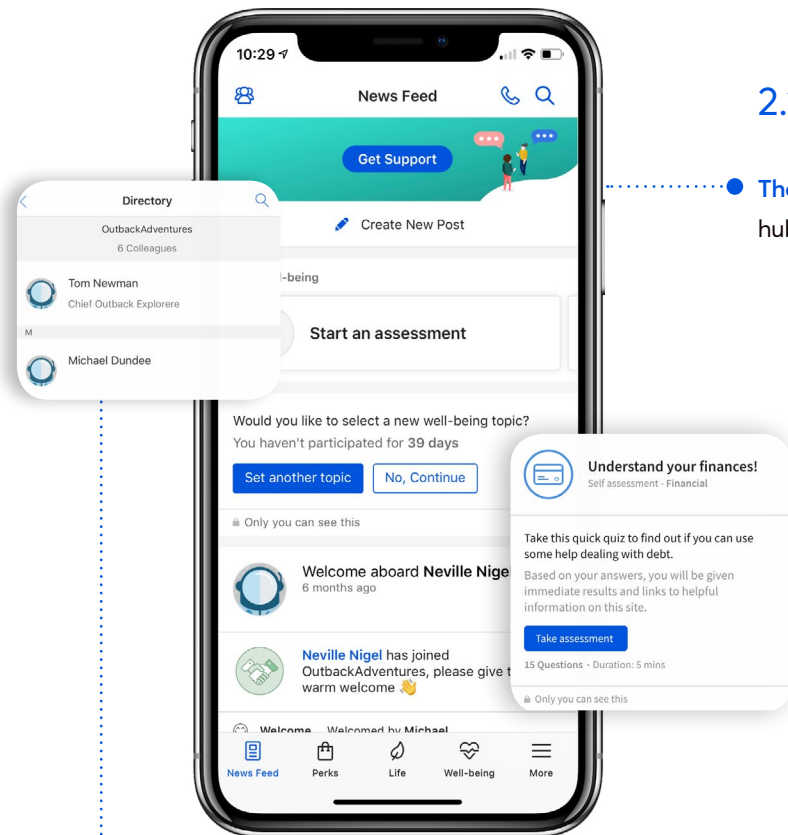 10:29
News Feed
Get Support
Create New Post
-being
Start an assessment
Would you like to select a new well-being topic?
You haven't participated for 39 days
Set another topic
No, Continue
Only you can see this
Welcome aboard Neville Nige
6 months ago
Neville Nigel has joined
OutbackAdventures, please give t
warm welcome 👋
Welcome Welcomed by Michael
News Feed
Perks
Life
Well-being
More
Directory
OutbackAdventures
6 Colleagues
Tom Newman
Chief Outback Explorere
M
Michael Dundee
Understand your finances!
Self assessment - Financial
Take this quick quiz to find out if you can use
some help dealing with debt.
Based on your answers, you will be given
immediate results and links to helpful
information on this site.
Take assessment
15 Questions • Duration: 5 mins
Only you can see this
2.
The
hu